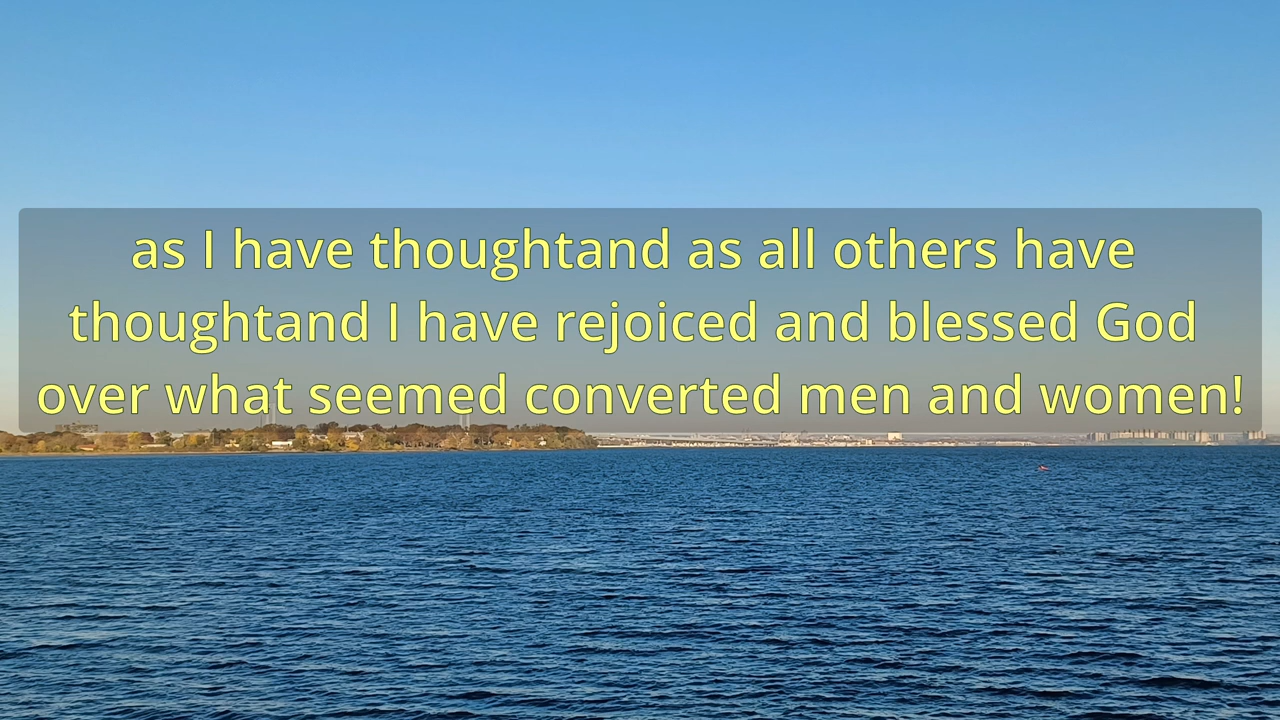 as I have thoughtand as all others have
thoughtand I have rejoiced and blessed God
over what seemed converted men and women!